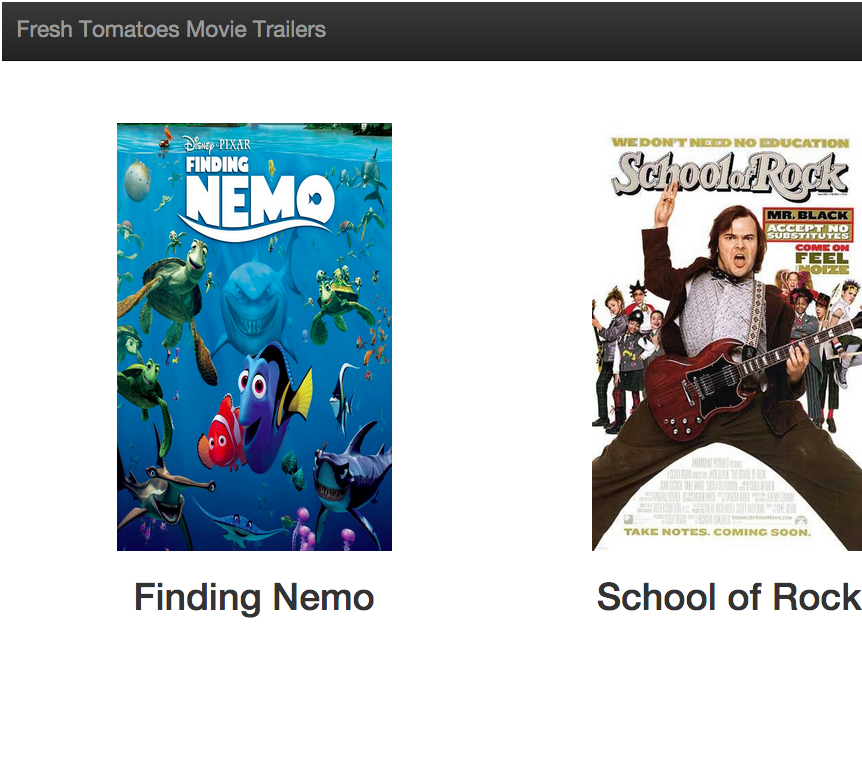 Fresh Tomatoes Movie Trailers
Disney·PIXAR
FINDING
NEMO
WE DON'T NEED NO EDUCATION
School of Rock
MR. BLACK
ACCEPT NO
SUBSTITUTES
COME ON
FEEL
NOIZE
TAKE NOTES. COMING SOON.
Finding Nemo
School of Rock